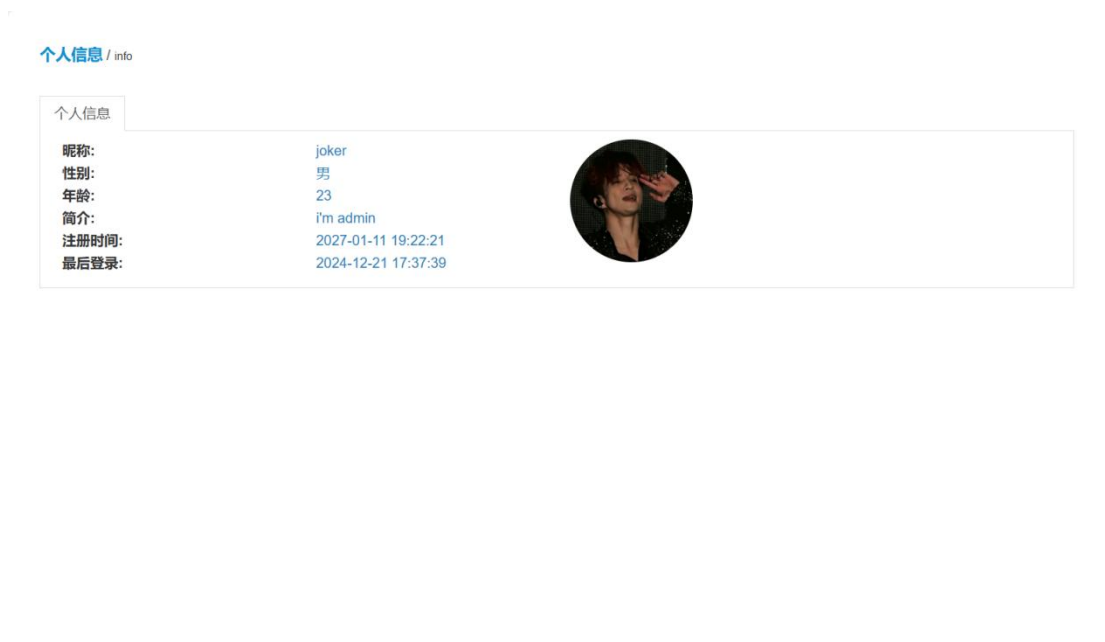 个人信息 / info
个人信息
昵称: joker
性别: 男
年龄: 23
简介: i'm admin
注册时间: 2027-01-11 19:22:21
最后登录: 2024-12-21 17:37:39